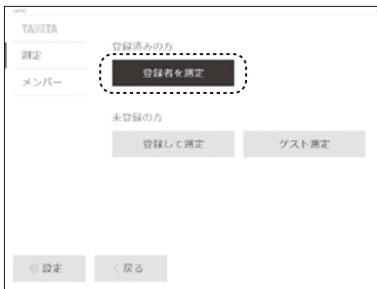 TANITA
測定
メンバー
登録済みの方
登録者を測定
未登録の方
登録して測定
ゲスト測定
設定
< 戻る